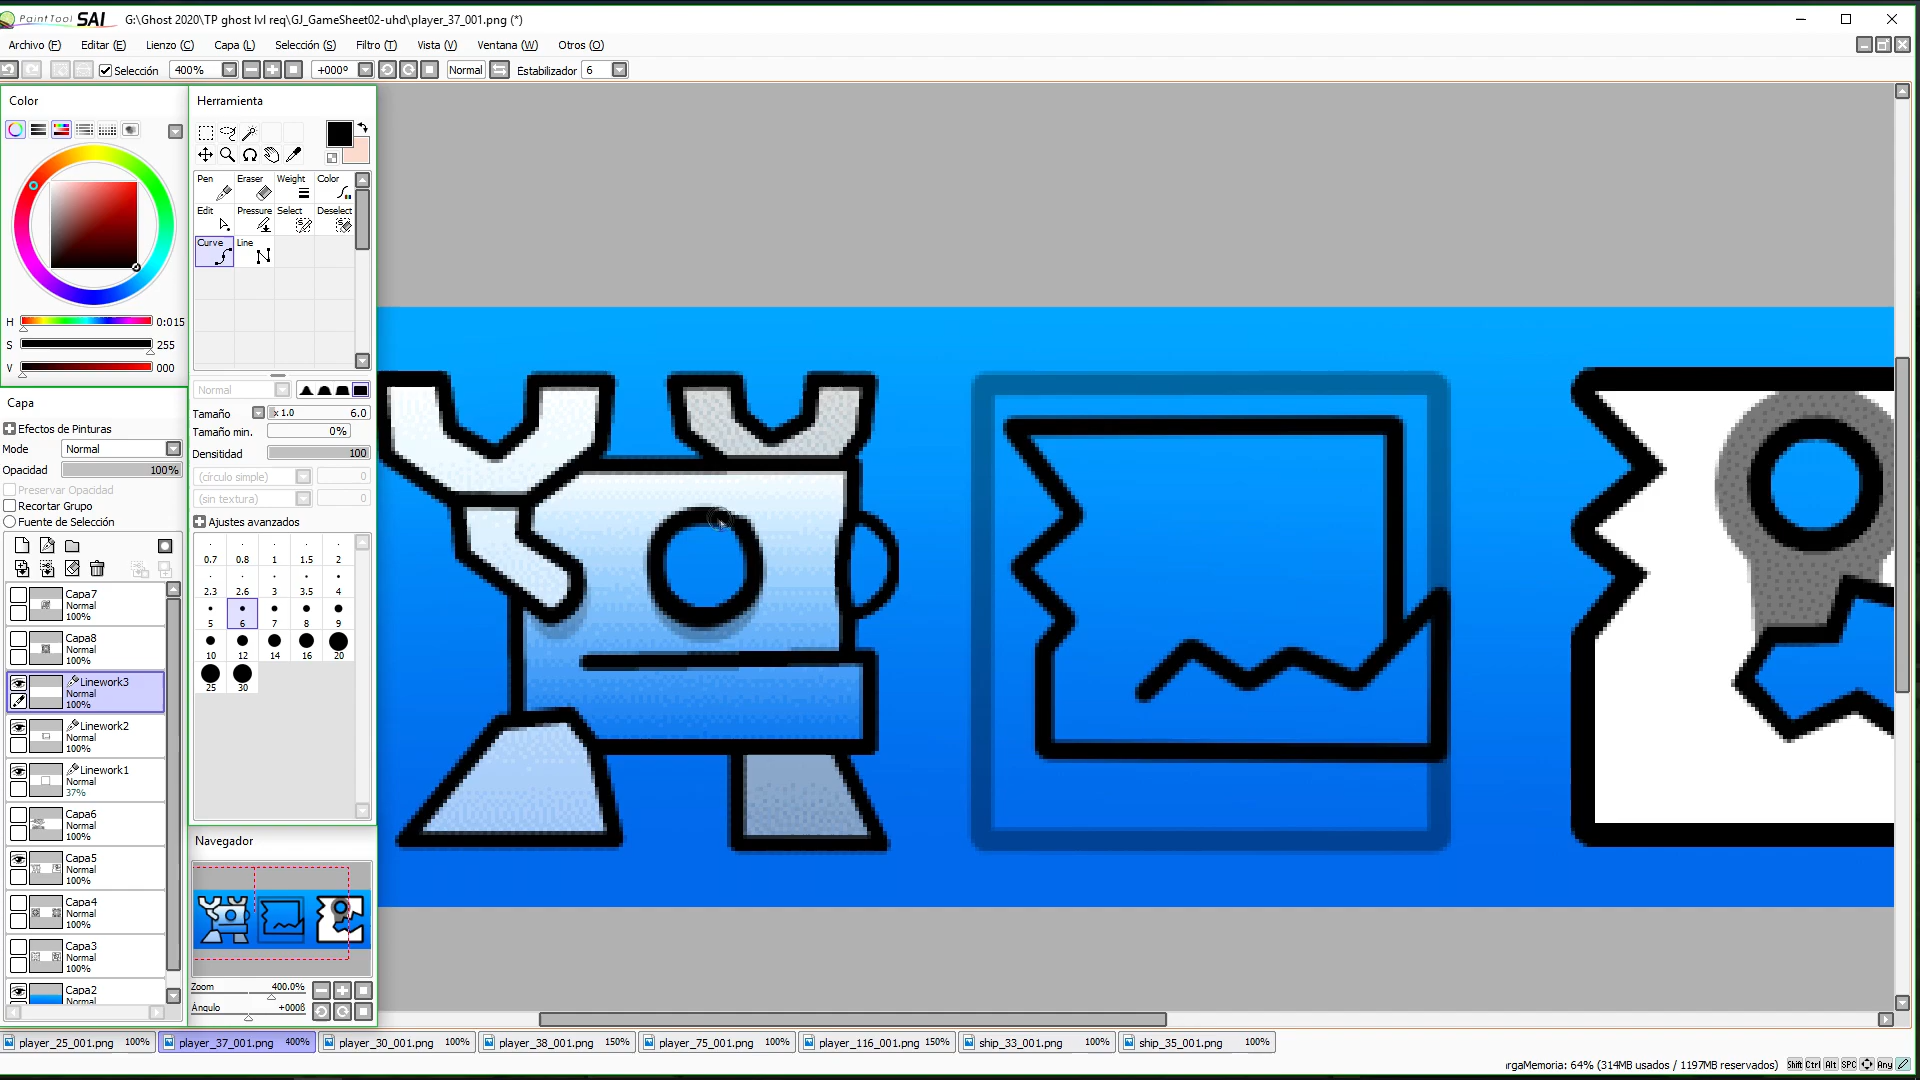 PaintTool SAI G:\Ghost 2020\TP ghost lvl req\GJ_GameSheet02-uhd\player_37_001.png (*)
Archivo (F) Editar (E) Lienzo (C) Capa (L) Selección (S) Filtro (T) Vista (V) Ventana (W) Otros (O)
Selección 400% +000° Normal Estabilizador 6
Color
H 0:015
S 255
V 000
Capa
Efectos de Pinturas
Mode Normal
Opacidad 100%
Preservar Opacidad
Recortar Grupo
Fuente de Selección
Capa7
Normal
100%
Capa8
Normal
100%
Linework3
Normal
100%
Linework2
Normal
100%
Linework1
Normal
37%
Capa6
Normal
100%
Capa5
Normal
100%
Capa4
Normal
100%
Capa3
Normal
100%
Capa2
Normal
Herramienta
Pen Eraser Weight Color
Edit Pressure Select Deselect
Curve Line
Normal
Tamaño x 1.0 6.0
Tamaño min. 0%
Densitidad 100
(círculo simple) 0
(sin textura) 0
Ajustes avanzados
0.7 0.8 1 1.5 2
2.3 2.6 3 3.5 4
5 6 7 8 9
10 12 14 16 20
25 30
Navegador
Zoom 400.0%
Ángulo +000ß
player_25_001.png 100% player_37_001.png 400% player_30_001.png 100% player_38_001.png 150% player_75_001.png 100% player_116_001.png 150% ship_33_001.png 100% ship_35_001.png 100%
rgaMemoria: 64% (314MB usados / 1197MB reservados) Shift Ctrl Alt SPC Any